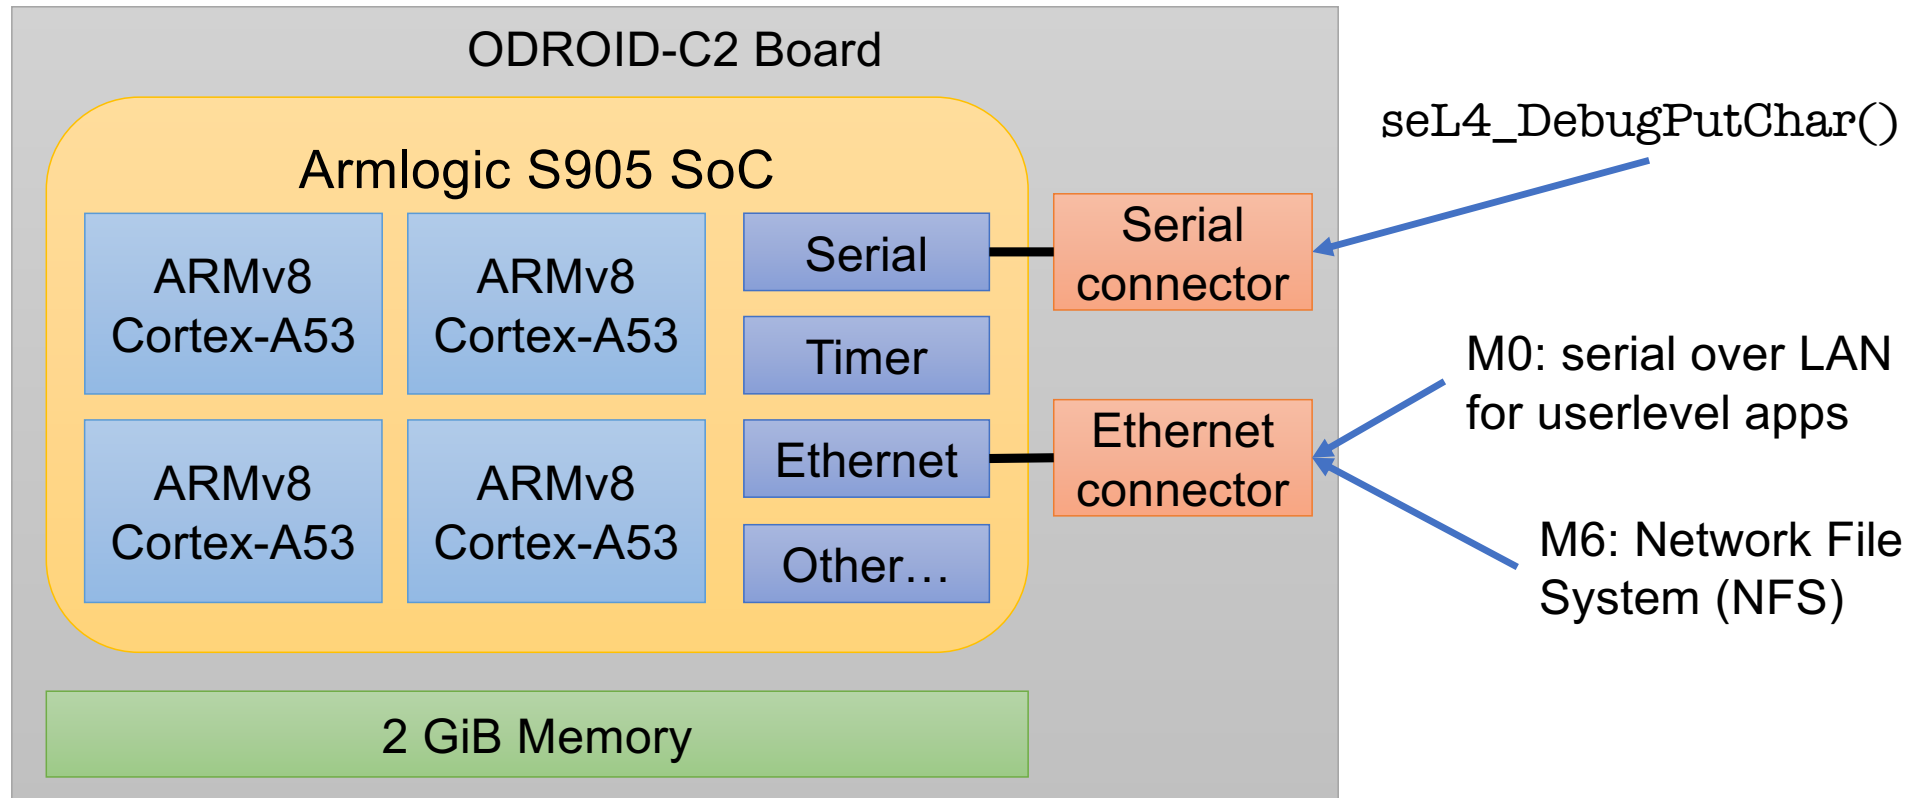 ODROID-C2 Board
Armlogic S905 SoC
ARMv8
Cortex-A53
ARMv8
Cortex-A53
ARMv8
Cortex-A53
ARMv8
Cortex-A53
Serial
Timer
Ethernet
Other…
Serial
connector
Ethernet
connector
2 GiB Memory
seL4_DebugPutChar()
M0: serial over LAN
for userlevel apps
M6: Network File
System (NFS)